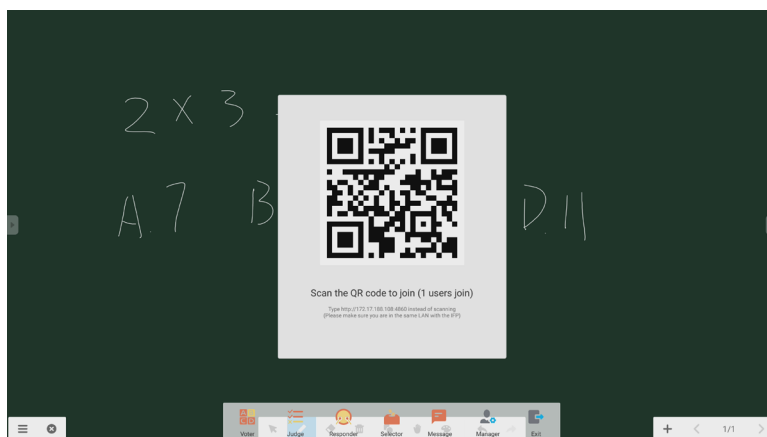 2 × 3
A.7 B D.11
Scan the QR code to join (1 users join)
Type http://172.17.188.108:4860 instead of scanning
(Please make sure you are in the same LAN with the IFP)
Voter Judge Responder Selector Message Manager Exit
1/1